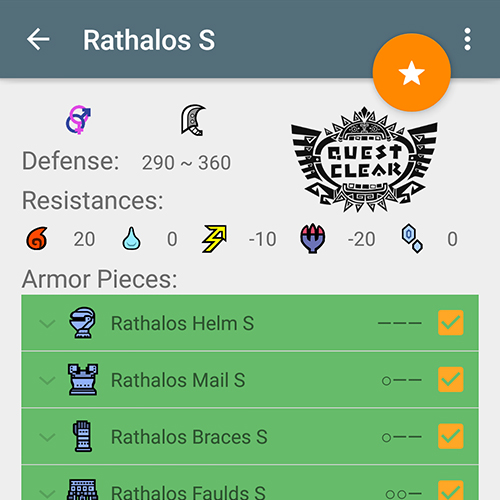 Rathalos S
Defense: 290 ~ 360
QUEST
CLEAR
Resistances:
20 0 -10 -20 0
Armor Pieces:
Rathalos Helm S ———
Rathalos Mail S ○——
Rathalos Braces S ○——
Rathalos Faulds S ○○—